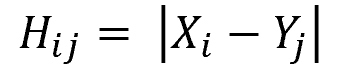 H_{ij} = |X_i − Y_j|